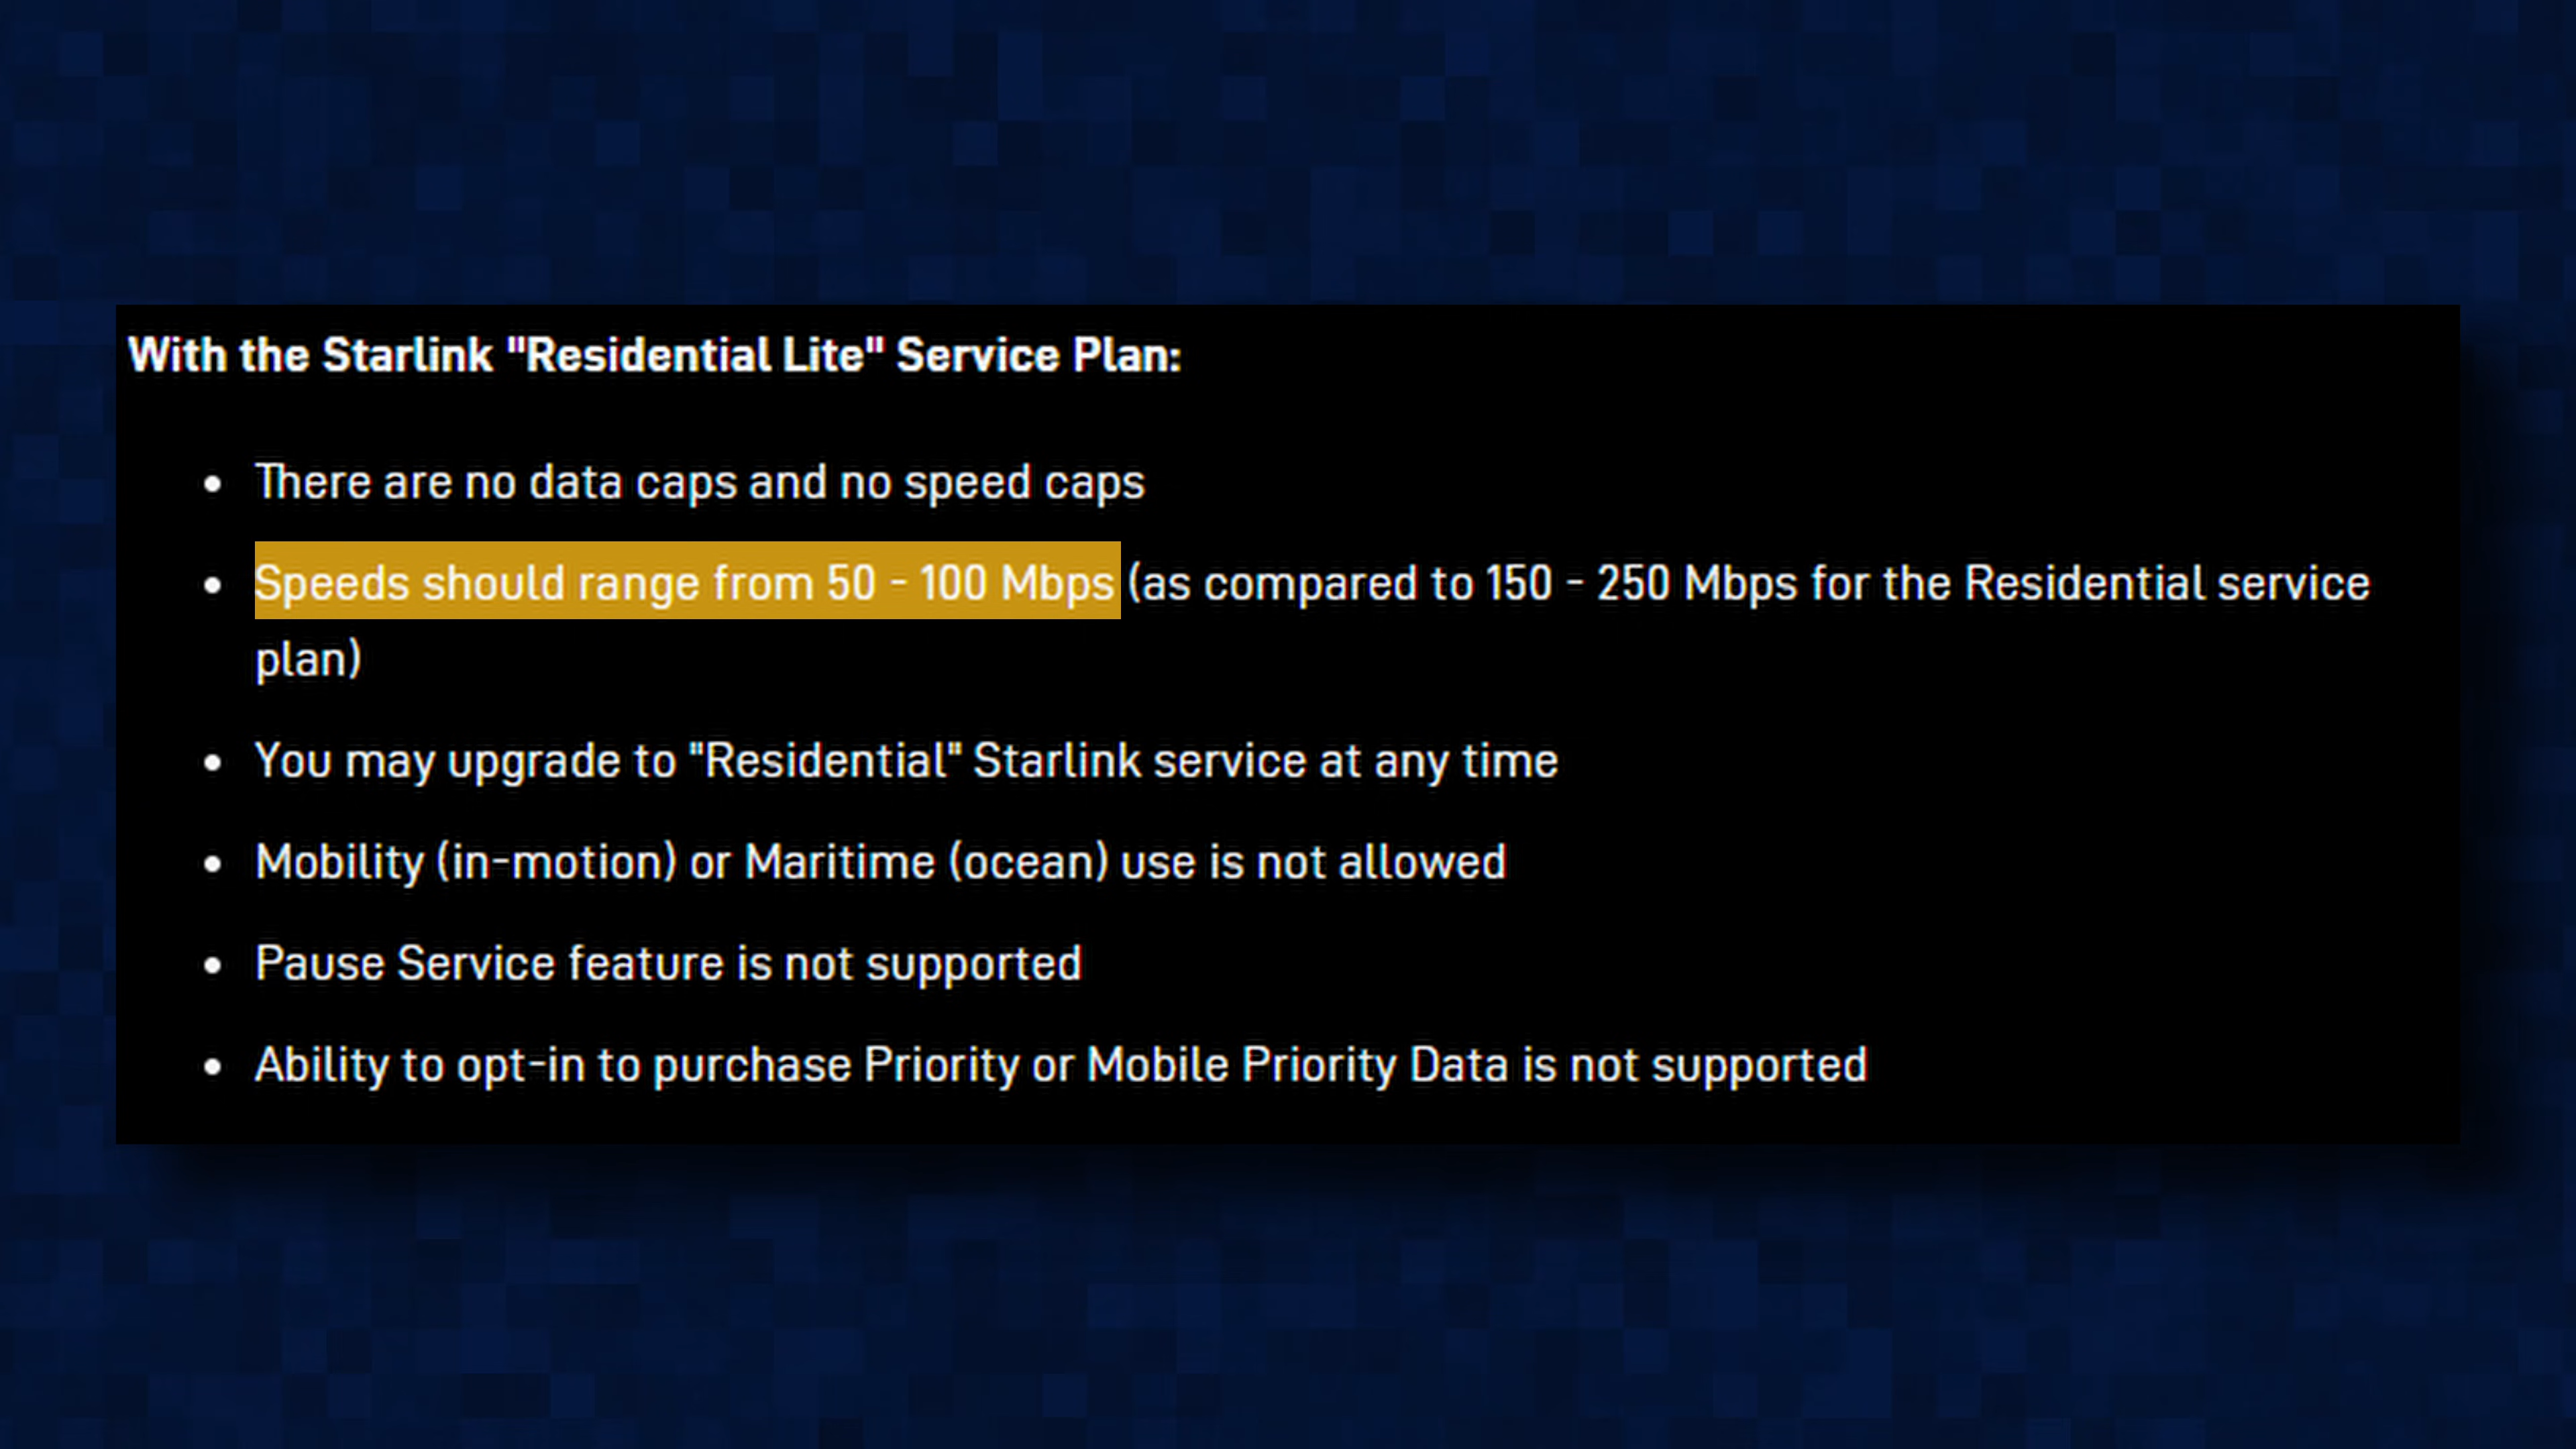 With the Starlink "Residential Lite" Service Plan:
• There are no data caps and no speed caps
• Speeds should range from 50 - 100 Mbps (as compared to 150 - 250 Mbps for the Residential service
plan)
• You may upgrade to "Residential" Starlink service at any time
• Mobility (in-motion) or Maritime (ocean) use is not allowed
• Pause Service feature is not supported
• Ability to opt-in to purchase Priority or Mobile Priority Data is not supported